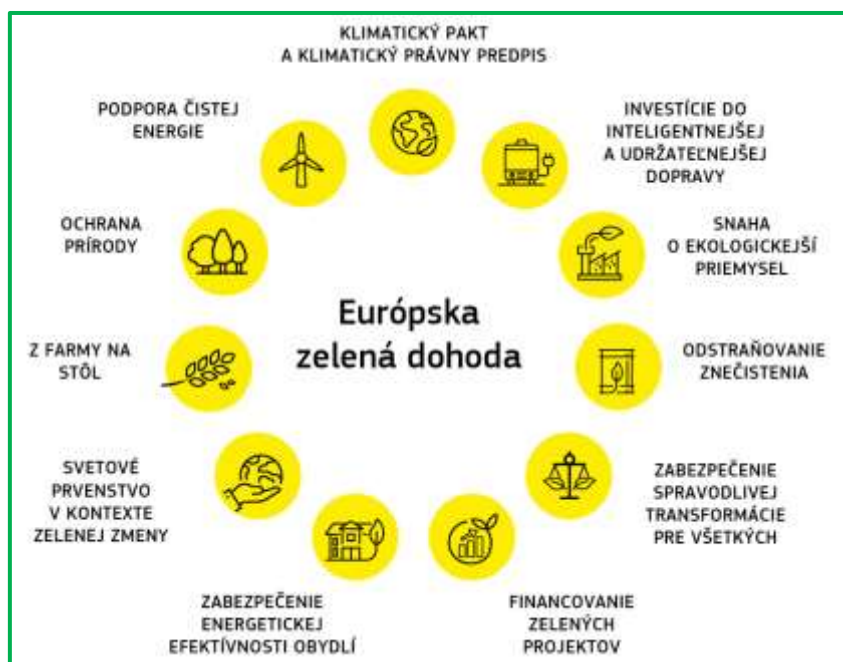 KLIMATICKÝ PAKT
A KLIMATICKÝ PRÁVNY PREDPIS
PODPORA ČISTEJ
ENERGIE
INVESTÍCIE DO
INTELIGENTNEJŠEJ
A UDRŽATEĽNEJŠEJ
DOPRAVY
OCHRANA
PRÍRODY
SNAHA
O EKOLOGICKEJŠÍ
PRIEMYSEL
Európska
zelená dohoda
Z FARMY NA
STÔL
ODSTRAŇOVANIE
ZNEČISTENIA
SVETOVÉ
PRVENSTVO
V KONTEXTE
ZELENEJ ZMENY
ZABEZPEČENIE
SPRAVODLIVEJ
TRANSFORMÁCIE
PRE VŠETKÝCH
ZABEZPEČENIE
ENERGETICKEJ
EFEKTÍVNOSTI OBYDLÍ
FINANCOVANIE
ZELENÝCH
PROJEKTOV